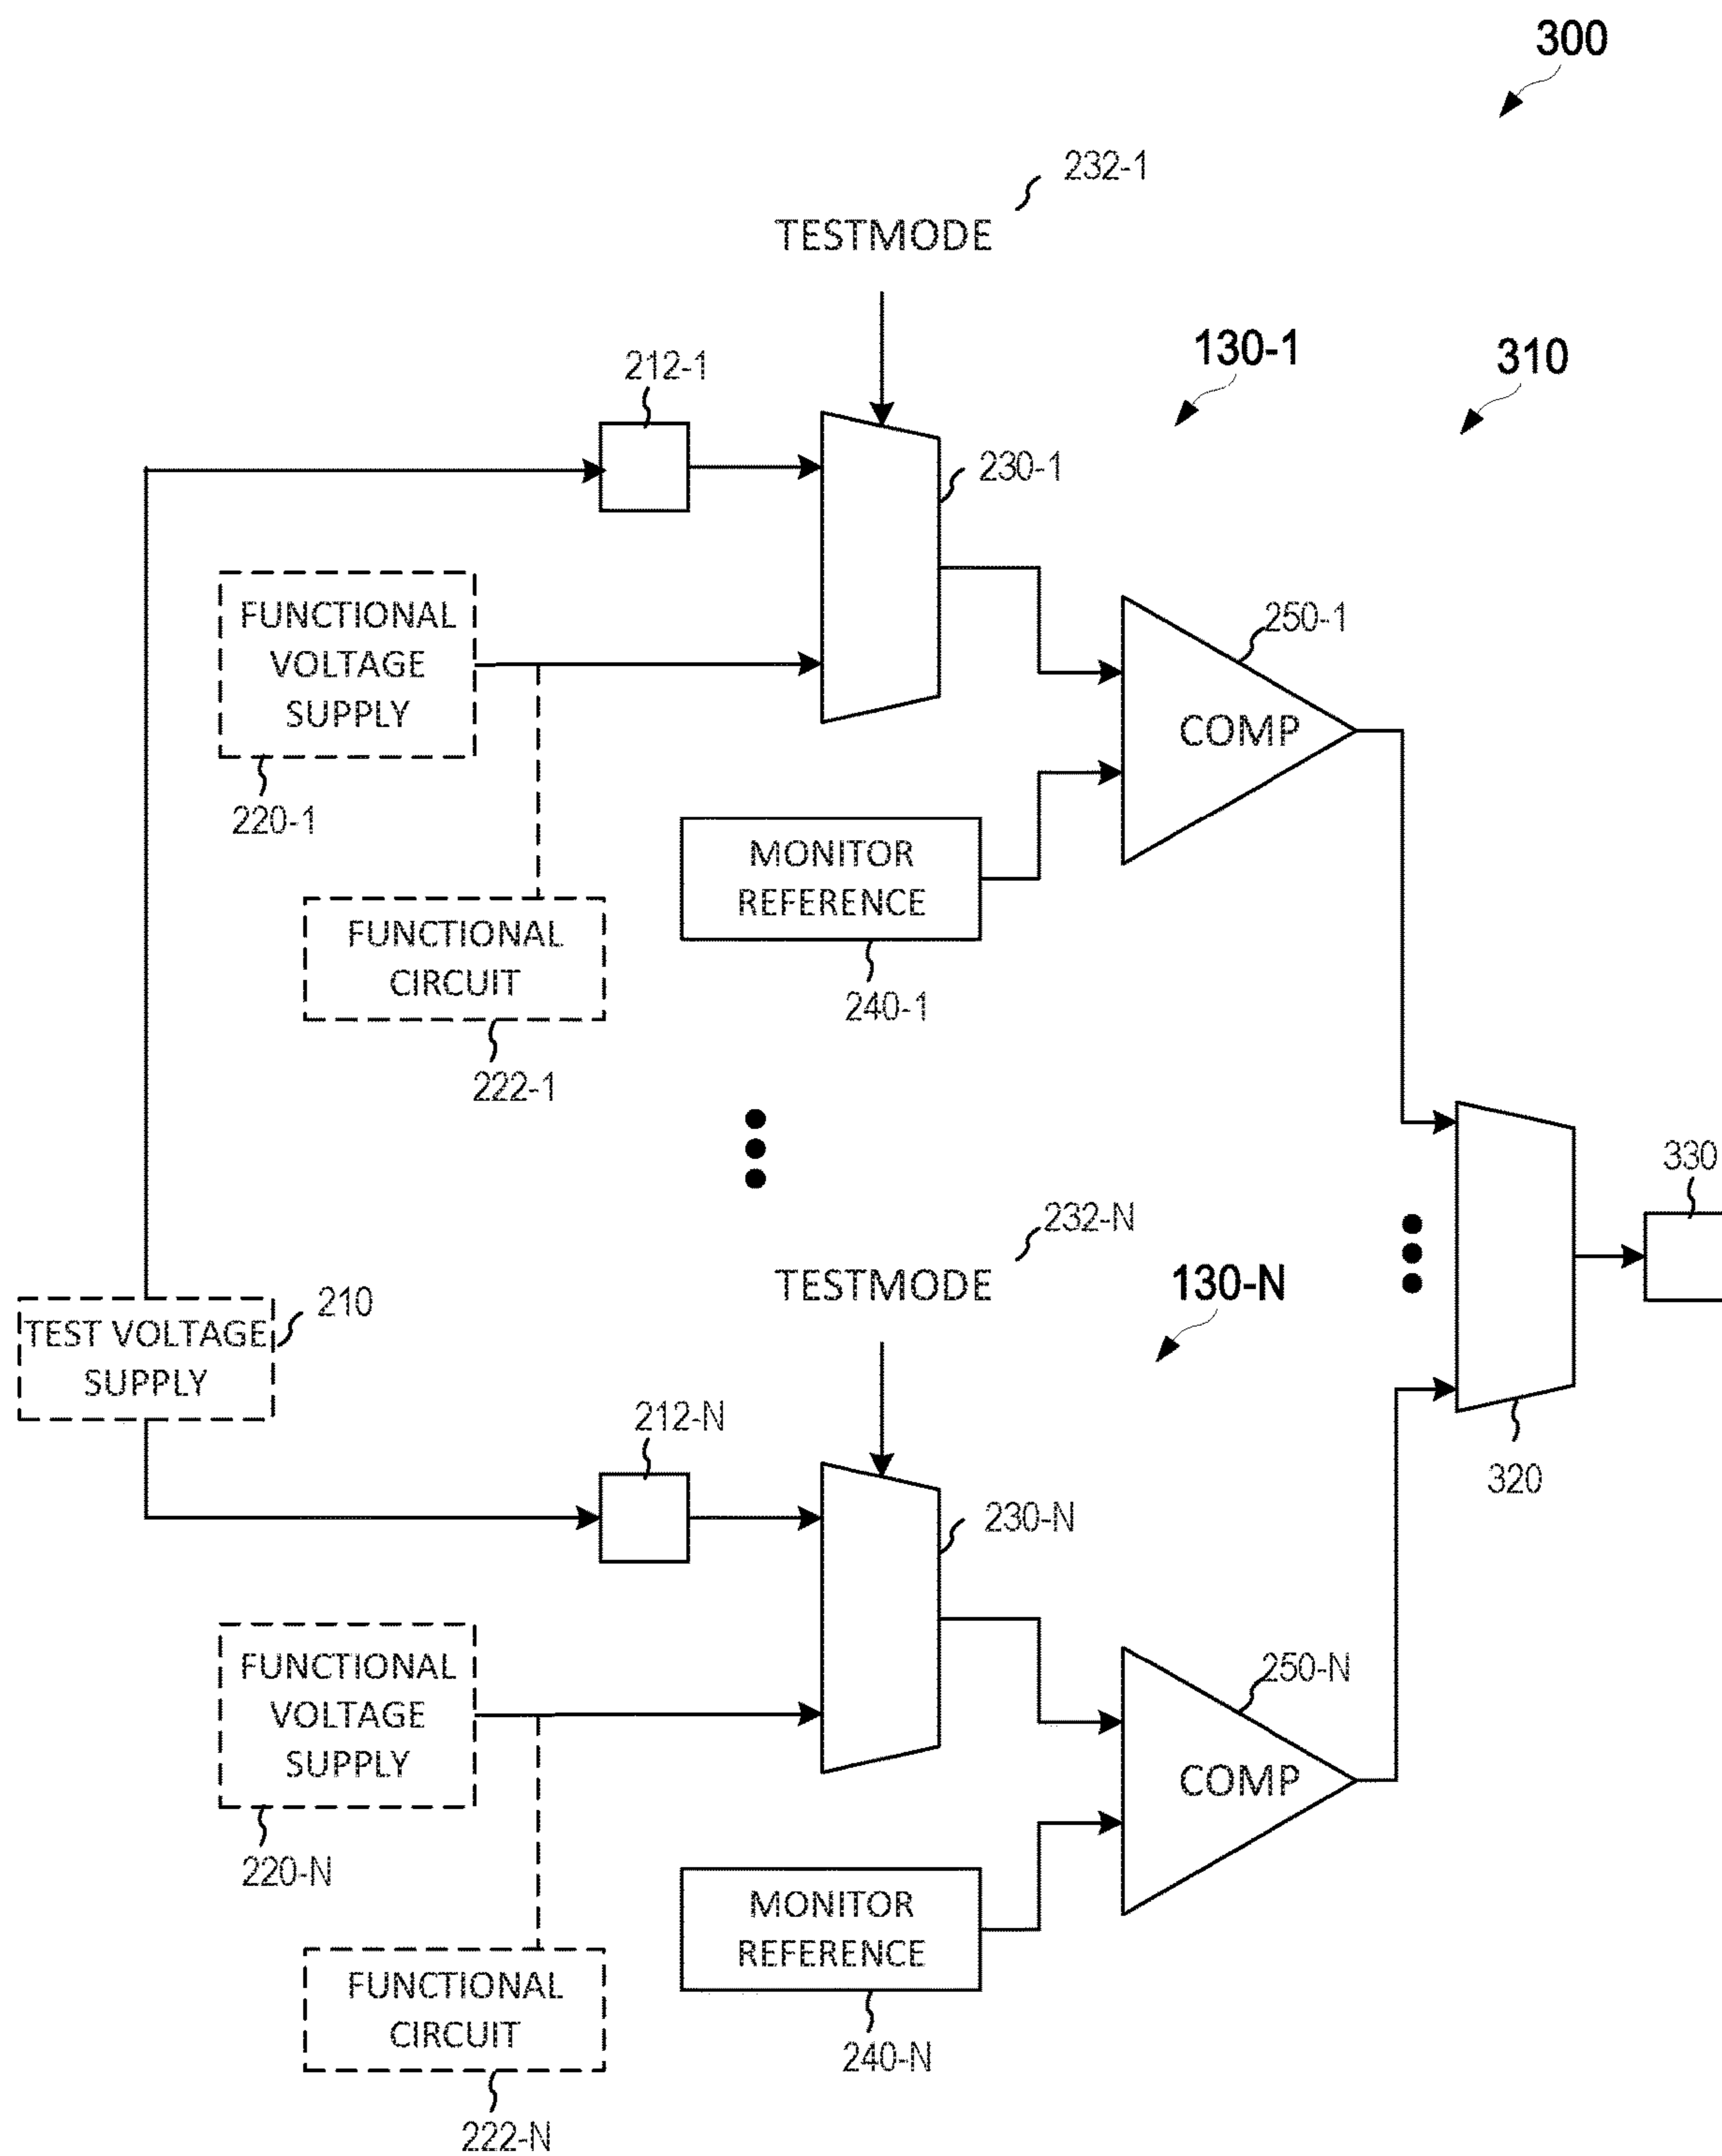 300
232-1
TESTMODE
130-1
310
212-1
230-1
FUNCTIONAL
VOLTAGE
SUPPLY
250-1
COMP
220-1
MONITOR
REFERENCE
FUNCTIONAL
CIRCUIT
240-1
222-1
330
232-N
TESTMODE
130-N
210
TEST VOLTAGE
SUPPLY
212-N
320
230-N
FUNCTIONAL
VOLTAGE
SUPPLY
250-N
COMP
220-N
MONITOR
REFERENCE
FUNCTIONAL
CIRCUIT
240-N
222-N